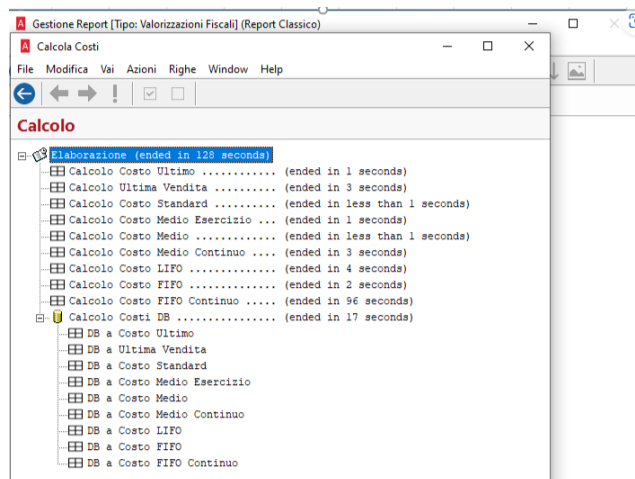 Gestione Report [Tipo: Valorizzazioni Fiscali] (Report Classico)
Calcola Costi
File Modifica Vai Azioni Righe Window Help
Calcolo
Elaborazione (ended in 128 seconds)
Calcolo Costo Ultimo ............ (ended in 1 seconds)
Calcolo Ultima Vendita .......... (ended in 3 seconds)
Calcolo Costo Standard .......... (ended in less than 1 seconds)
Calcolo Costo Medio Esercizio ... (ended in 1 seconds)
Calcolo Costo Medio ............. (ended in less than 1 seconds)
Calcolo Costo Medio Continuo .... (ended in 3 seconds)
Calcolo Costo LIFO .............. (ended in 4 seconds)
Calcolo Costo FIFO .............. (ended in 2 seconds)
Calcolo Costo FIFO Continuo ..... (ended in 96 seconds)
Calcolo Costi DB ................ (ended in 17 seconds)
DB a Costo Ultimo
DB a Ultima Vendita
DB a Costo Standard
DB a Costo Medio Esercizio
DB a Costo Medio
DB a Costo Medio Continuo
DB a Costo LIFO
DB a Costo FIFO
DB a Costo FIFO Continuo